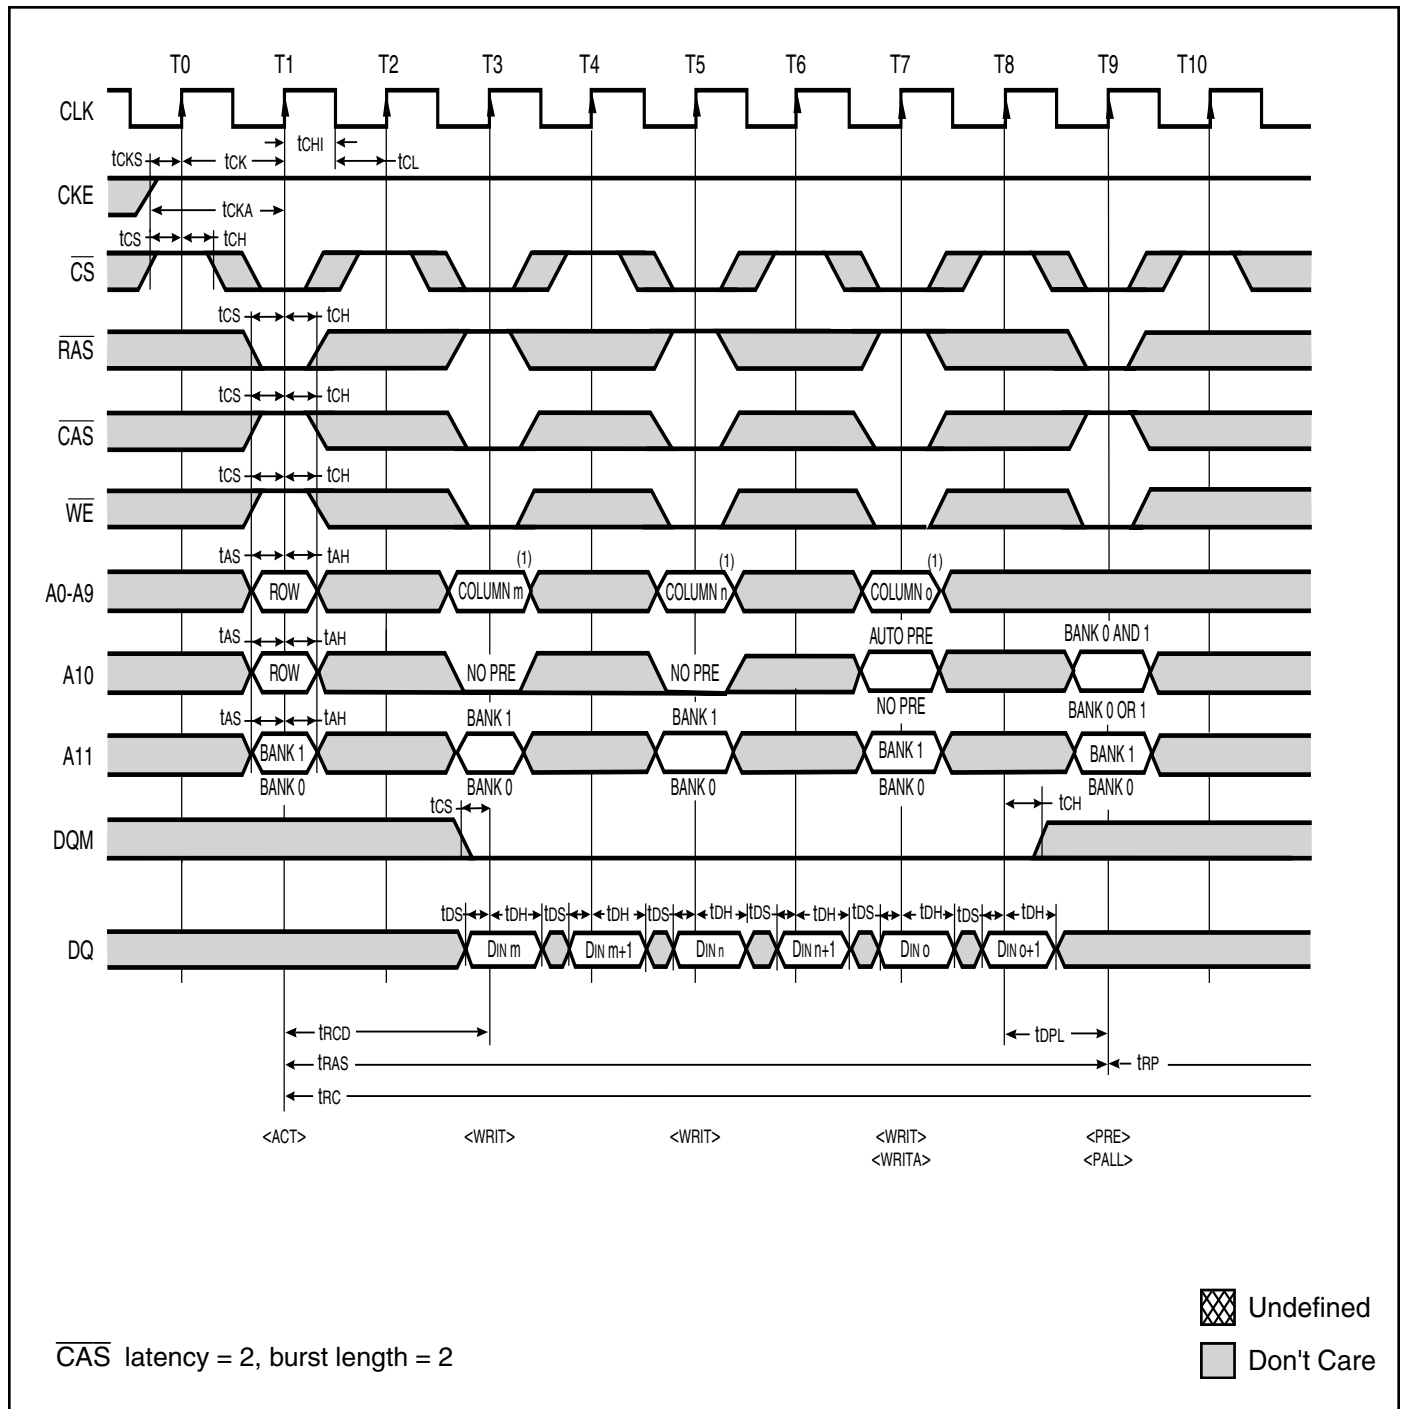 T0 T1 T2 T3 T4 T5 T6 T7 T8 T9 T10
CLK
tCHI
tCKS tCK tCL
CKE
tCKA
tCS tCH
CS
tCS tCH
RAS
tCS tCH
CAS
tCS tCH
WE
tAS tAH (1) (1) (1)
A0-A9 ROW COLUMN m COLUMN n COLUMN o
tAS tAH AUTO PRE BANK 0 AND 1
A10 ROW NO PRE NO PRE
NO PRE BANK 0 OR 1
tAS tAH BANK 1 BANK 1
A11 BANK 1 BANK 1 BANK 1
BANK 0 BANK 0 BANK 0 BANK 0 BANK 0
tCS tCH
DQM
tDS tDH tDS tDH tDS tDH tDS tDH tDS tDH tDS tDH
DQ DIN m DIN m+1 DIN n DIN n+1 DIN o DIN o+1
tRCD tDPL
tRAS tRP
tRC
<ACT> <WRIT> <WRIT> <WRIT> <PRE>
<WRITA> <PALL>
Undefined
CAS latency = 2, burst length = 2
Don't Care